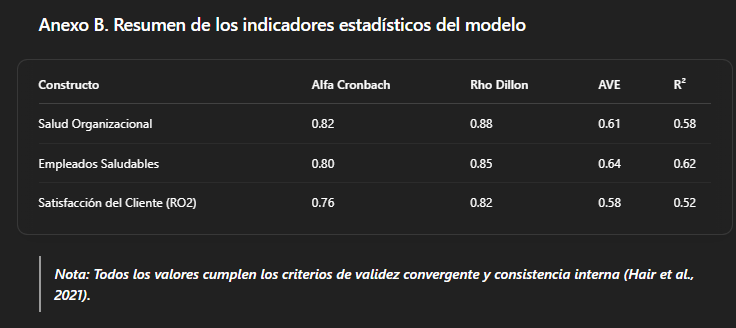 Anexo B. Resumen de los indicadores estadísticos del modelo
Constructo Alfa Cronbach Rho Dillon AVE R²
Salud Organizacional 0.82 0.88 0.61 0.58
Empleados Saludables 0.80 0.85 0.64 0.62
Satisfacción del Cliente (RO2) 0.76 0.82 0.58 0.52
Nota: Todos los valores cumplen los criterios de validez convergente y consistencia interna (Hair et al.,
2021).